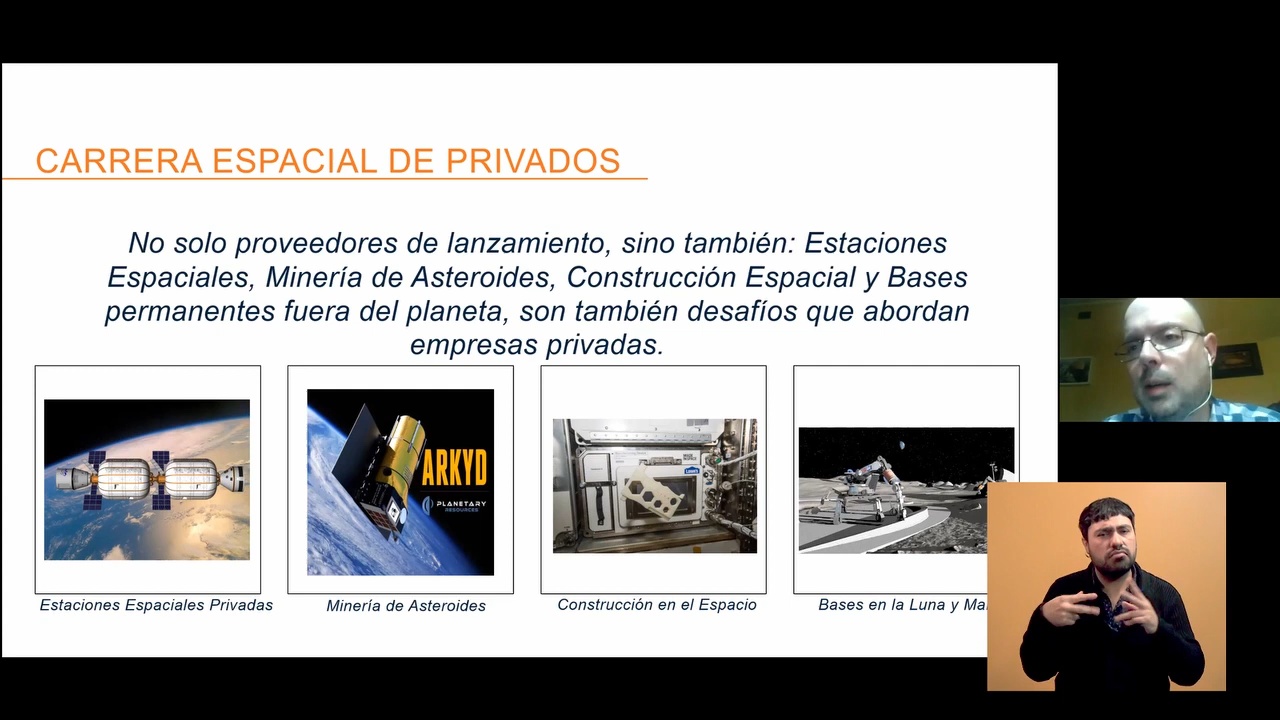 CARRERA ESPACIAL DE PRIVADOS
No solo proveedores de lanzamiento, sino también: Estaciones
Espaciales, Minería de Asteroides, Construcción Espacial y Bases
permanentes fuera del planeta, son también desafíos que abordan
empresas privadas.
ARKYD
PLANETARY
RESOURCES
Estaciones Espaciales Privadas
Minería de Asteroides
Construcción en el Espacio
Bases en la Luna y